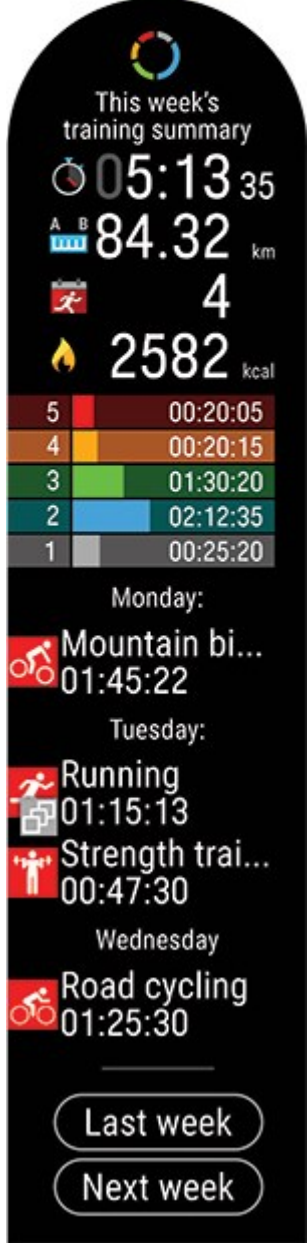 This week's
training summary
05:13 35
A B 84.32 km
4
2582 kcal
5 00:20:05
4 00:20:15
3 01:30:20
2 02:12:35
1 00:25:20
Monday:
Mountain bi...
01:45:22
Tuesday:
Running
01:15:13
Strength trai...
00:47:30
Wednesday
Road cycling
01:25:30
Last week
Next week